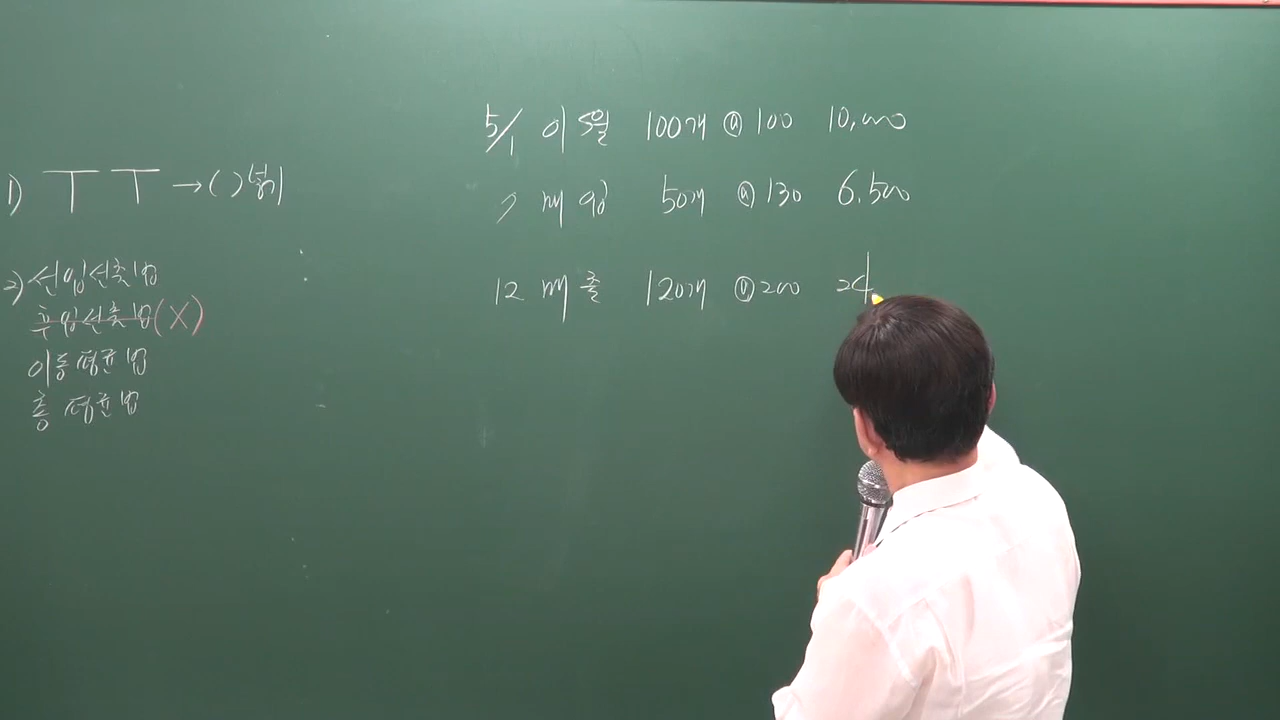 1) T T → ( ) 넣기
2) 선입선출법
후입선출법(X)
이동평균법
총평균법
5/1 이월 100개 @ 100 10,000
7 매입 50개 @ 130 6,500
12 매출 120개 @ 200 24